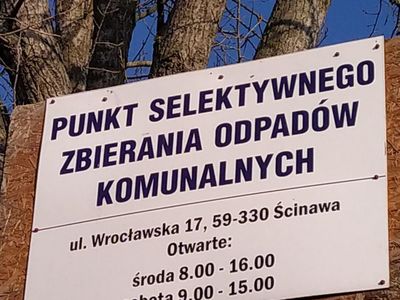 PUNKT SELEKTYWNEGO
ZBIERANIA ODPADÓW
KOMUNALNYCH
ul. Wrocławska 17, 59-330 Ścinawa
Otwarte:
środa 8.00 - 16.00
sobota 9.00 - 15.00